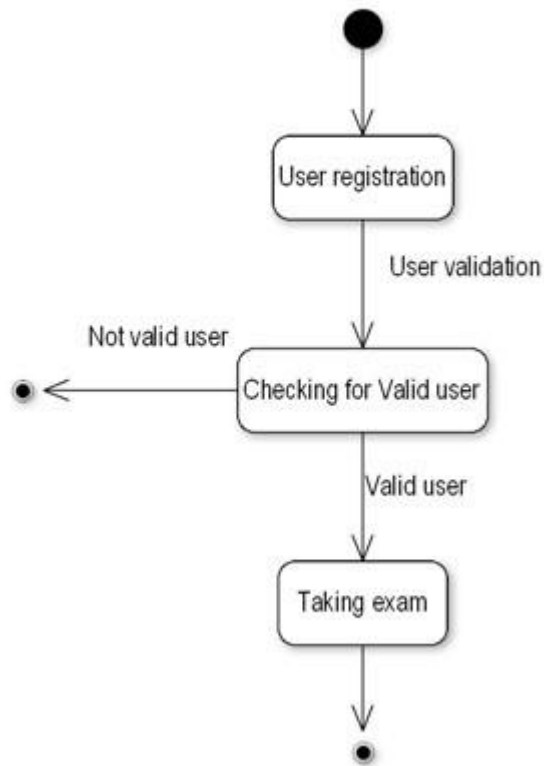 User registration
User validation
Not valid user
Checking for Valid user
Valid user
Taking exam